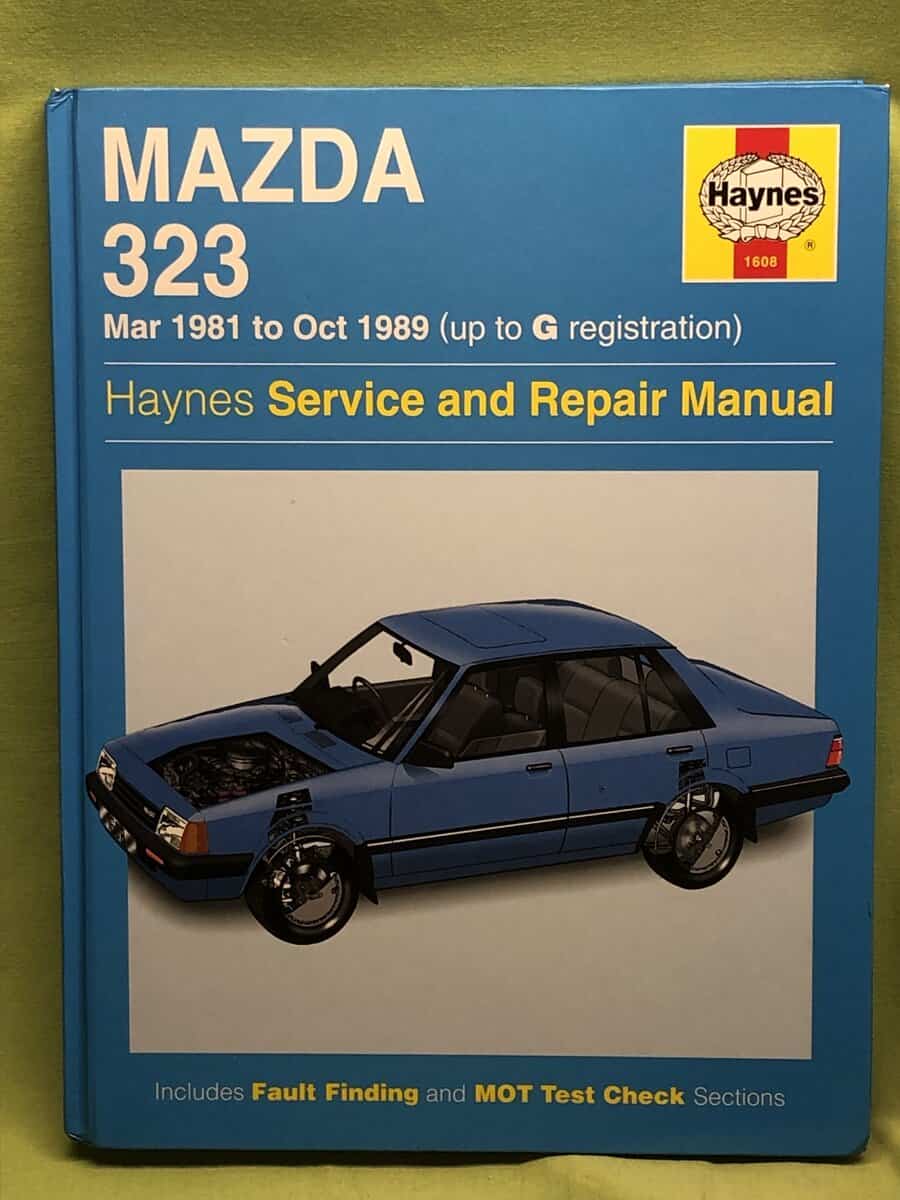 MAZDA
323
Mar 1981 to Oct 1989 (up to G registration)
Haynes Service and Repair Manual
Haynes
®
1608
Includes Fault Finding and MOT Test Check Sections